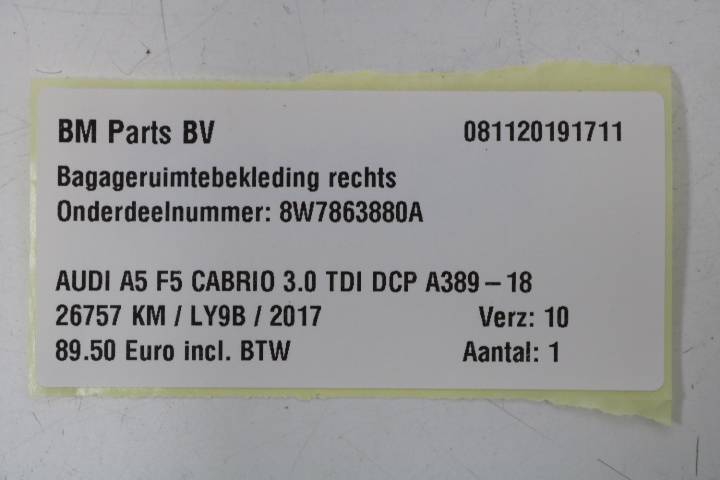 BM Parts BV 081120191711
Bagageruimtebekleding rechts
Onderdeelnummer: 8W7863880A
AUDI A5 F5 CABRIO 3.0 TDI DCP A389 – 18
26757 KM / LY9B / 2017 Verz: 10
89.50 Euro incl. BTW Aantal: 1